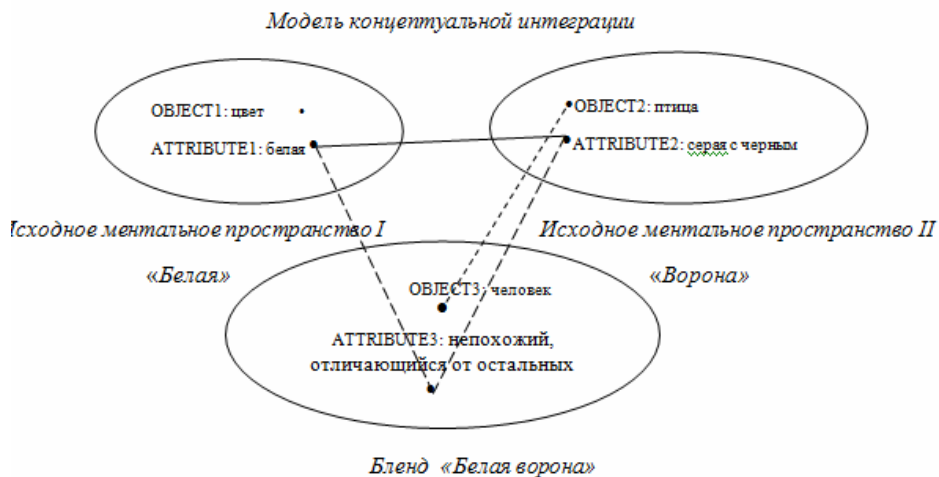 Модель концептуальной интеграции
OBJECT1: цвет
ATTRIBUTE1: белая
OBJECT2: птица
ATTRIBUTE2: серая с черным
Исходное ментальное пространство I
«Белая»
Исходное ментальное пространство II
«Ворона»
OBJECT3: человек
ATTRIBUTE3: непохожий,
отличающийся от остальных
Бленд «Белая ворона»